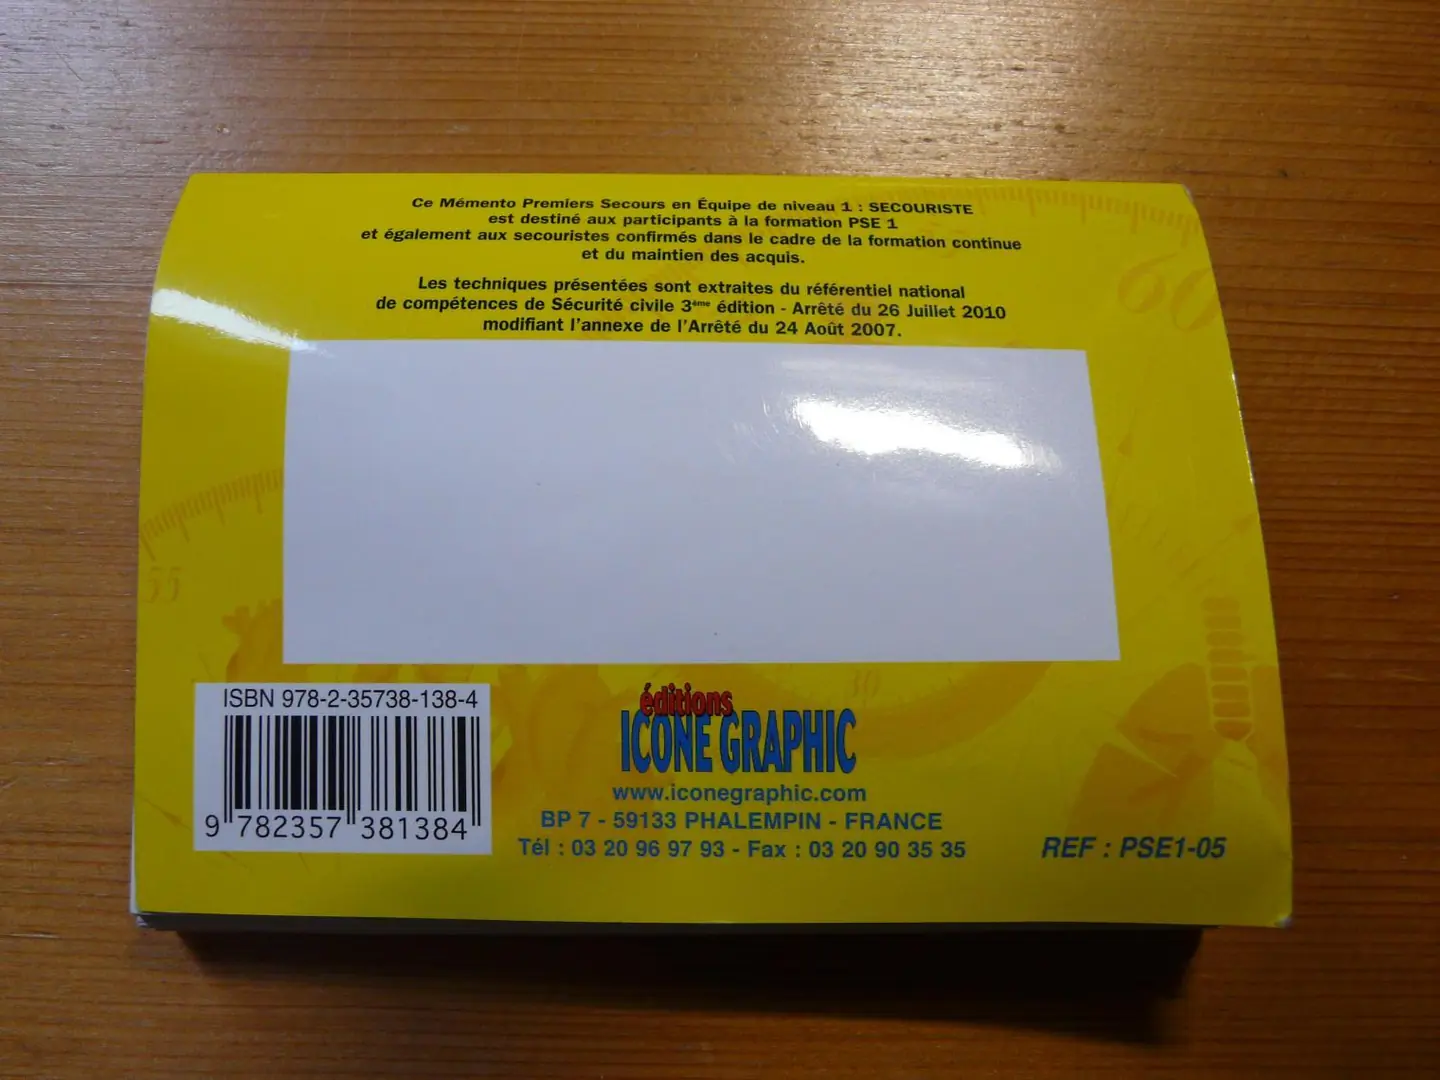 Ce Mémento Premiers Secours en Équipe de niveau 1 : SECOURISTE
est destiné aux participants à la formation PSE 1
et également aux secouristes confirmés dans le cadre de la formation continue
et du maintien des acquis.
Les techniques présentées sont extraites du référentiel national
de compétences de Sécurité civile 3ème édition - Arrêté du 26 Juillet 2010
modifiant l'annexe de l'Arrêté du 24 Août 2007.
60
55
10
ISBN 978-2-35738-138-4
9 782357 381384
éditions
ICONE GRAPHIC
www.iconegraphic.com
BP 7 - 59133 PHALEMPIN - FRANCE
Tél : 03 20 96 97 93 - Fax : 03 20 90 35 35
REF : PSE1-05